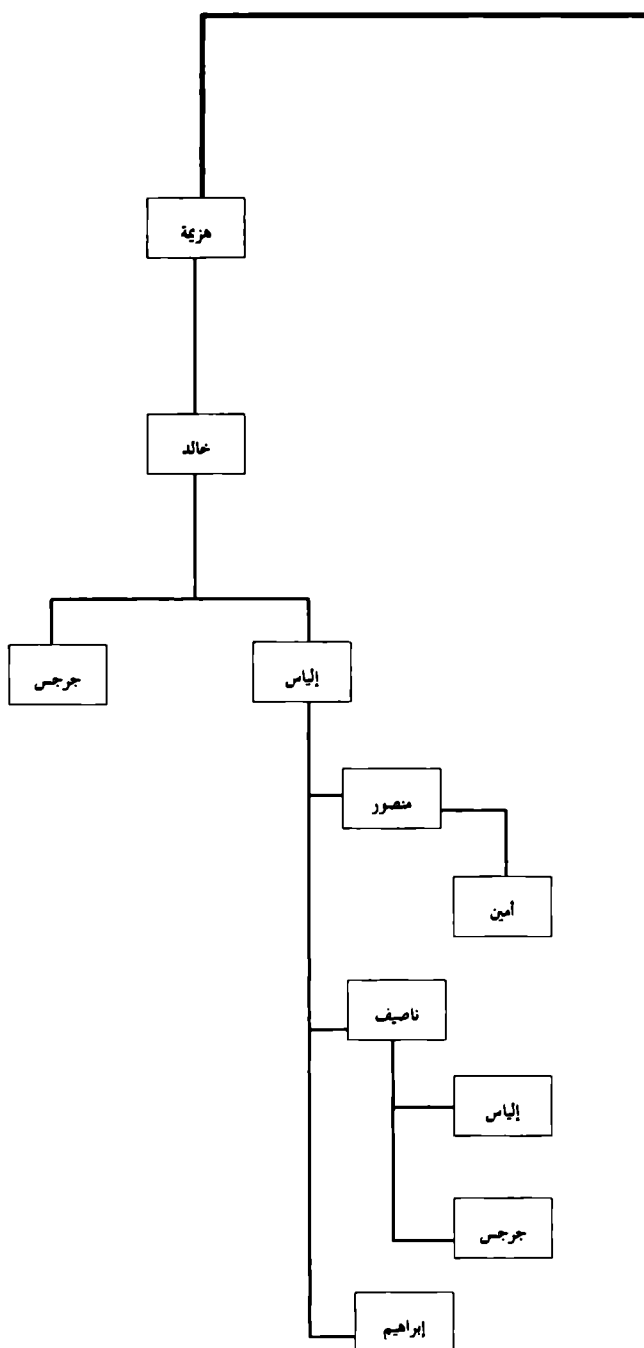 هزيمة
خالد
إلياس
جرجس
منصور
أمين
ناصيف
إلياس
جرجس
إبراهيم